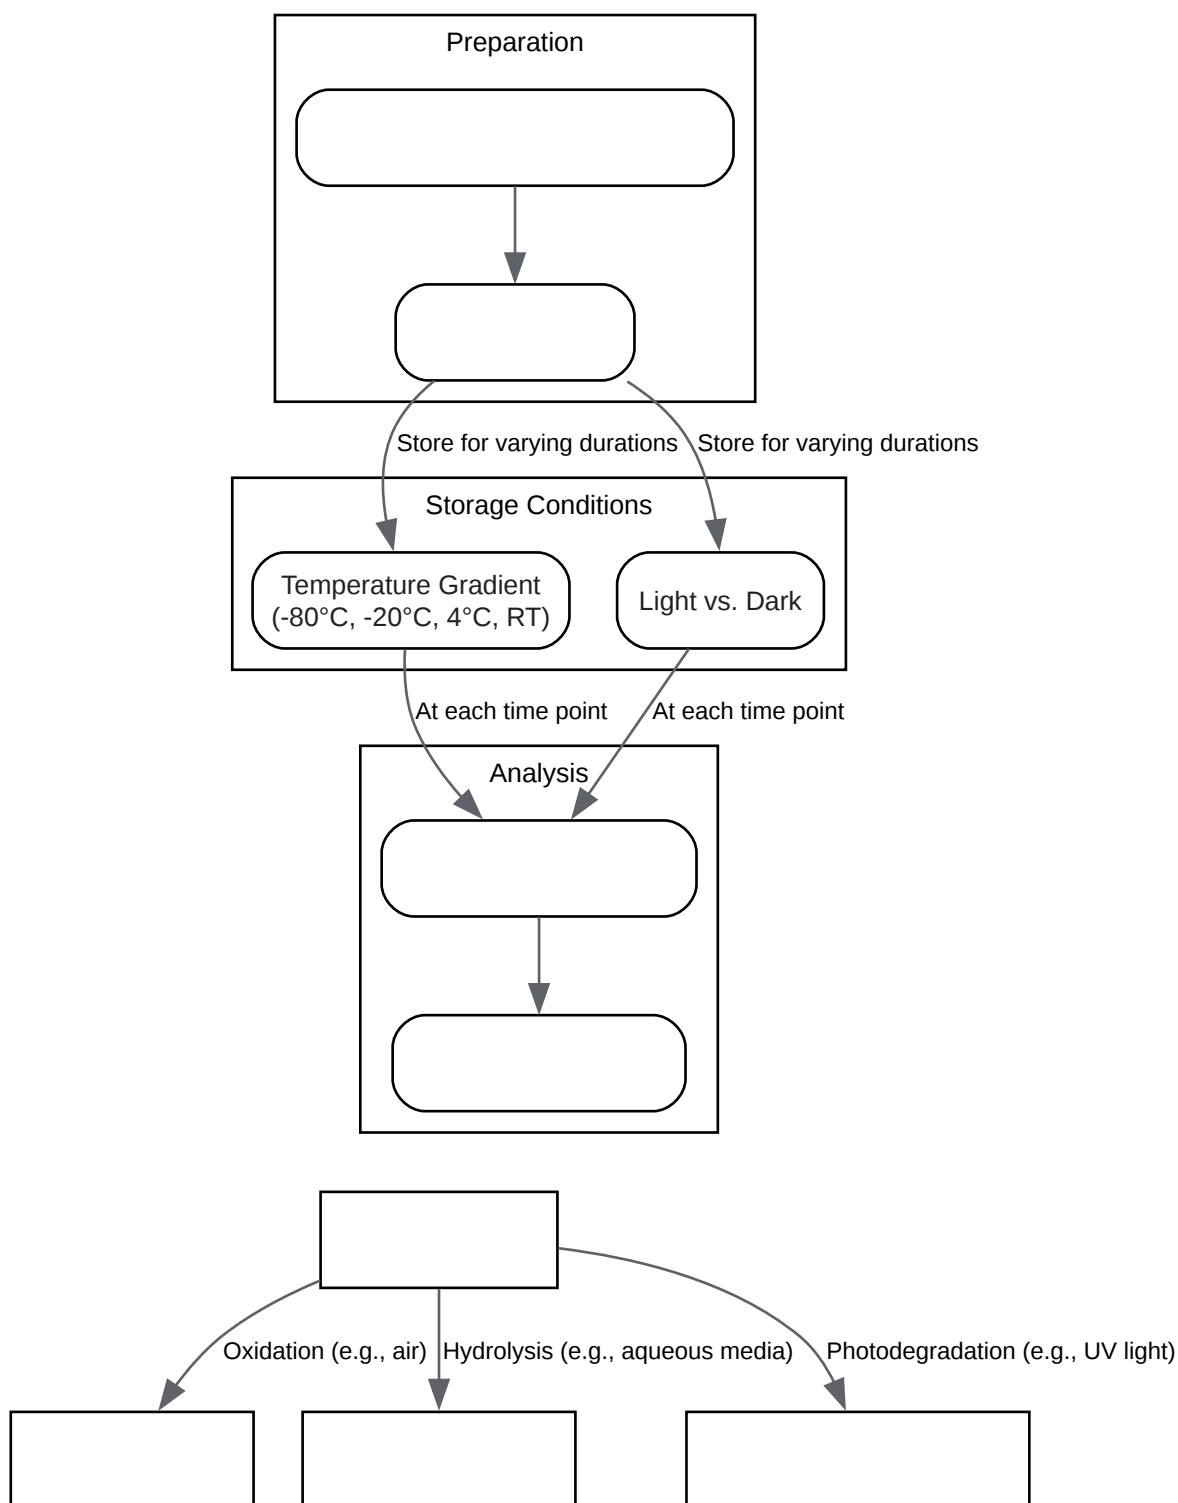 Preparation
Store for varying durations
Store for varying durations
Storage Conditions
Temperature Gradient
(-80°C, -20°C, 4°C, RT)
Light vs. Dark
At each time point
At each time point
Analysis
Oxidation (e.g., air)
Hydrolysis (e.g., aqueous media)
Photodegradation (e.g., UV light)